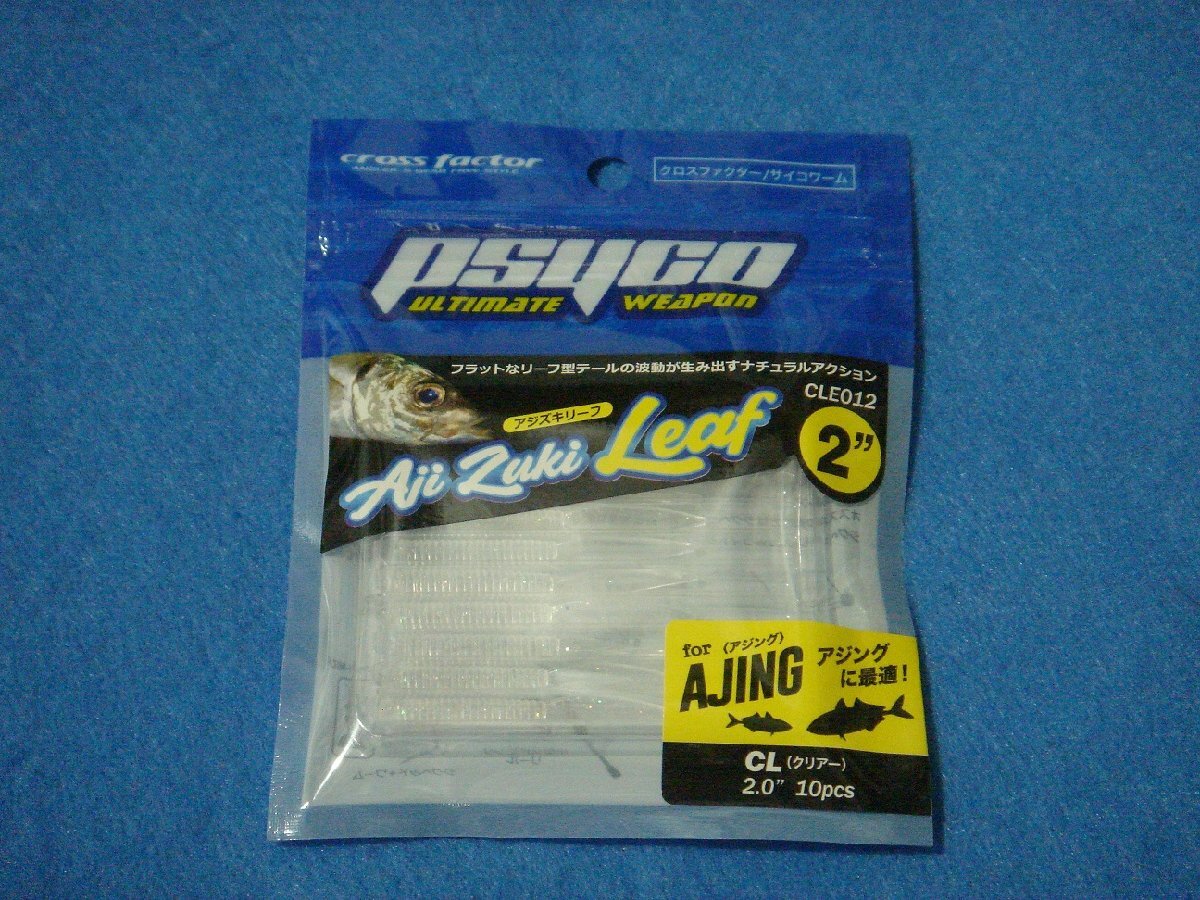 cross factor
クロスファクター/サイコワーム
PSYCO
ULTIMATE WEAPON
フラットなリーフ型テールの波動が生み出すナチュラルアクション
CLE012
アジズキリーフ
Aji Zuki Leaf
2”
for (アジング)
AJING
アジング
に最適!
CL (クリアー)
2.0” 10pcs